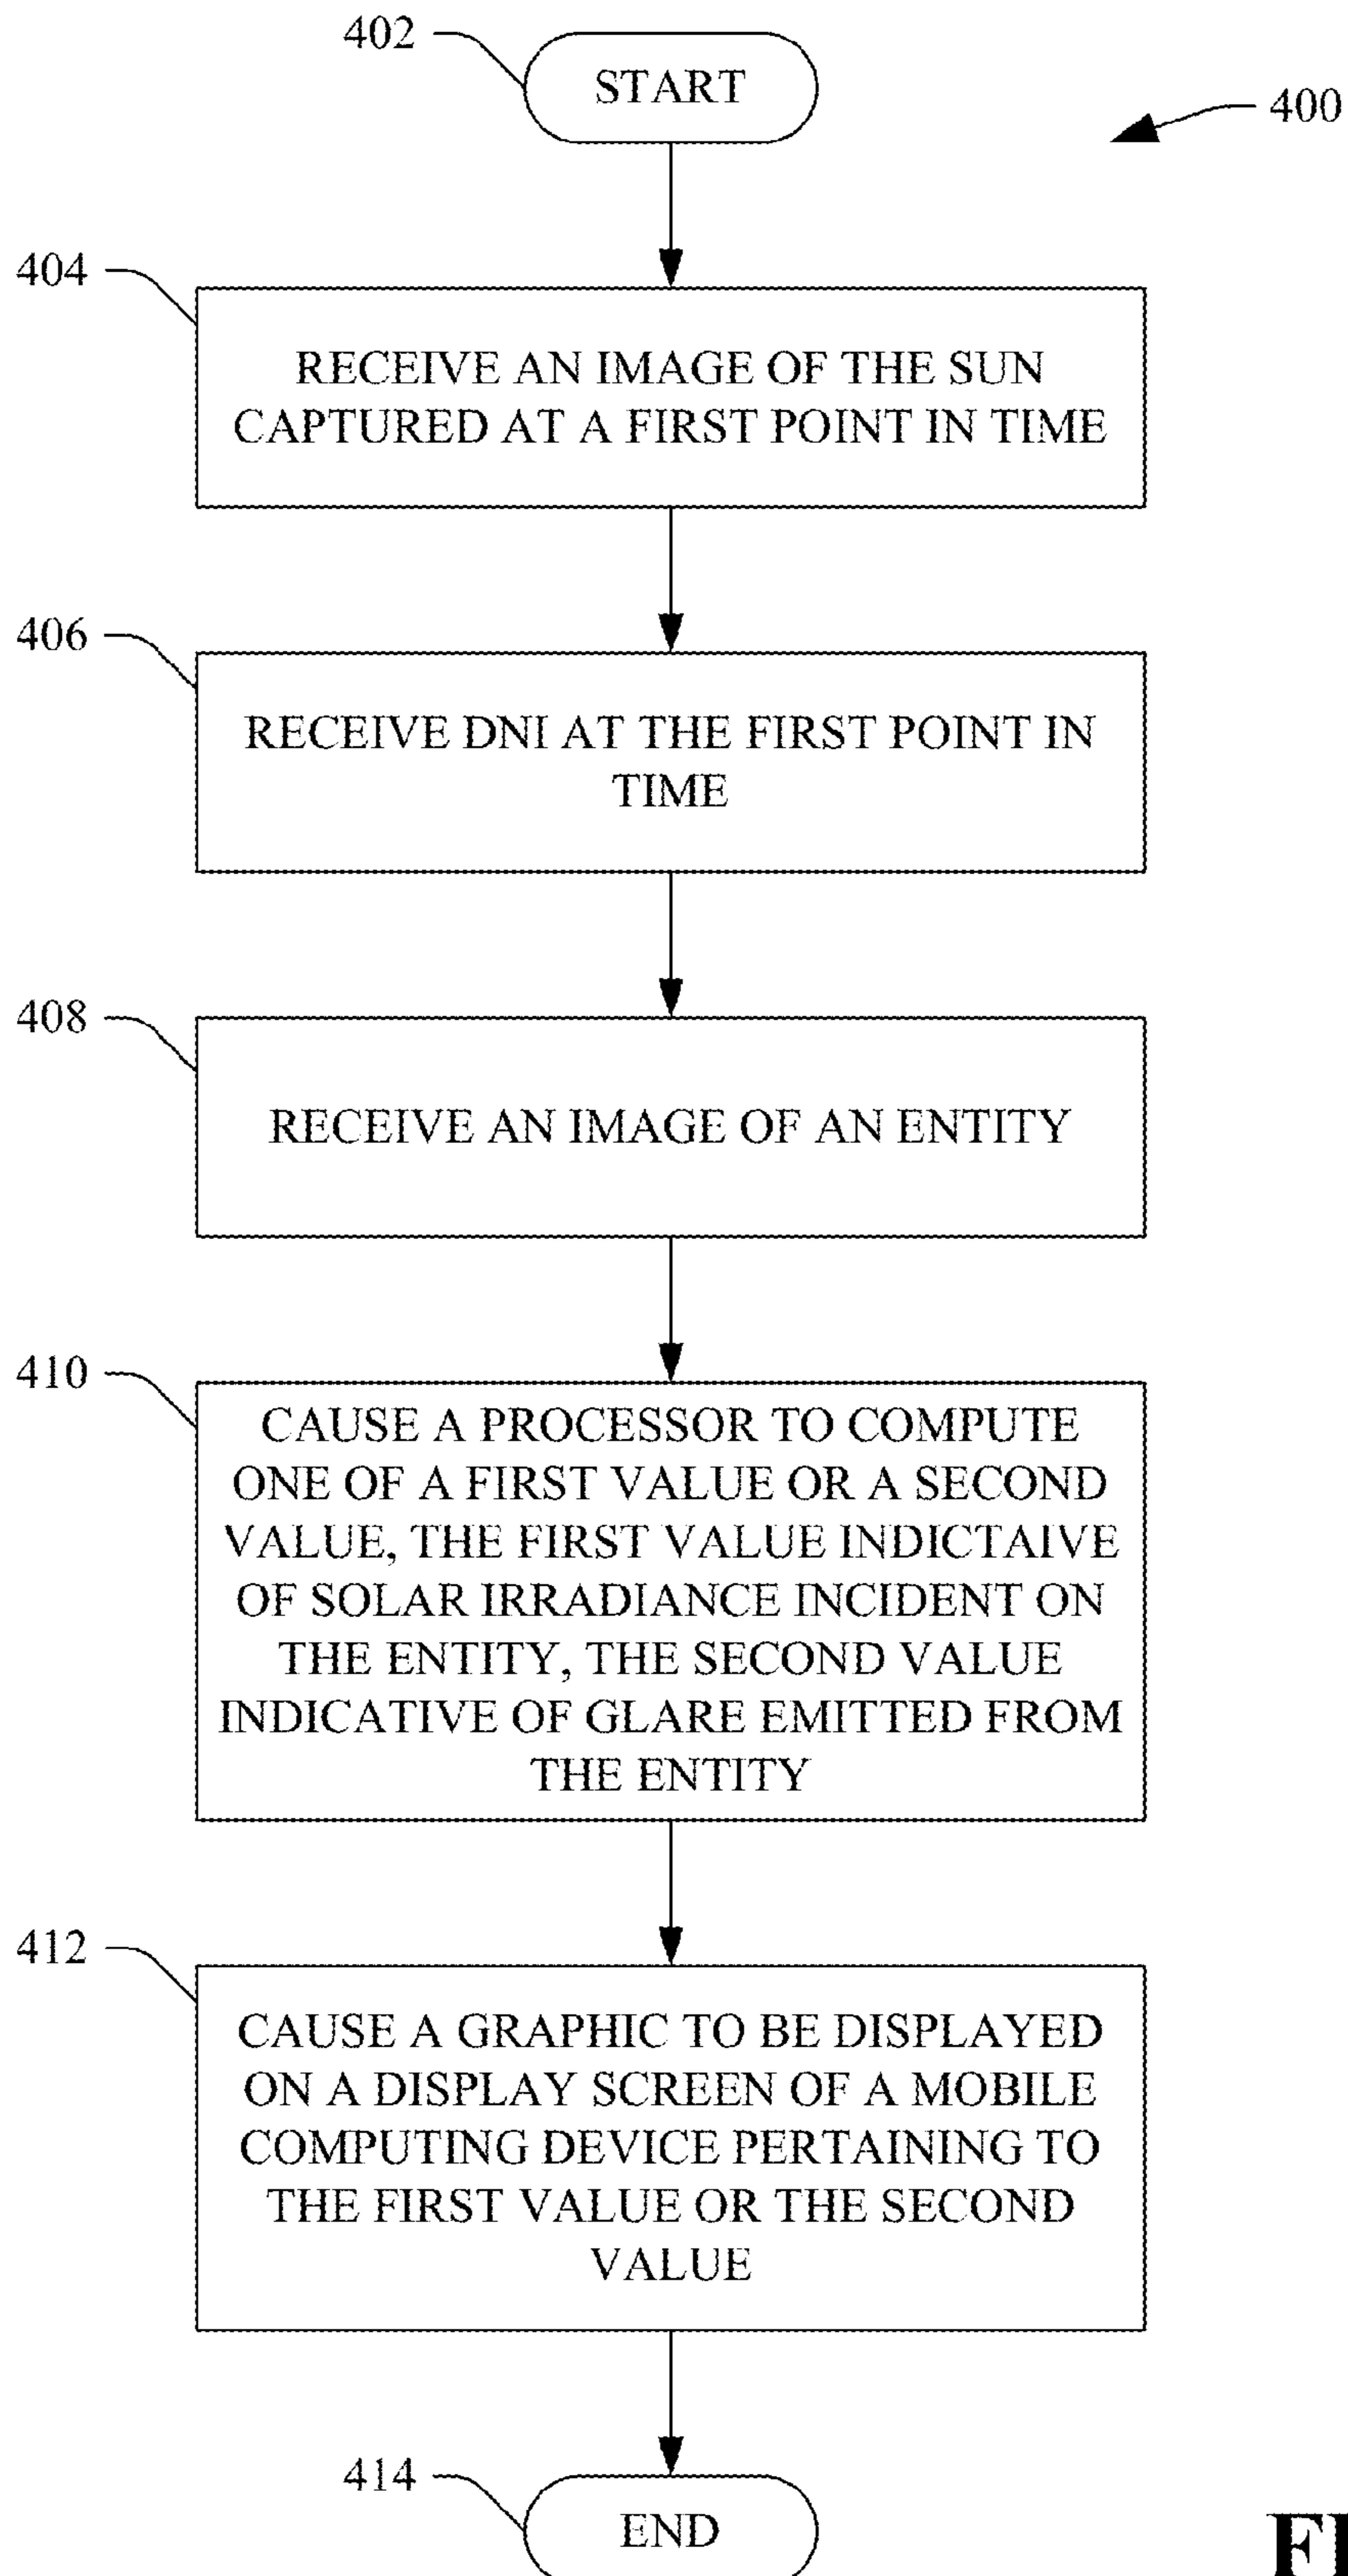 402
START
400
404
RECEIVE AN IMAGE OF THE SUN
CAPTURED AT A FIRST POINT IN TIME
406
RECEIVE DNI AT THE FIRST POINT IN
TIME
408
RECEIVE AN IMAGE OF AN ENTITY
410
CAUSE A PROCESSOR TO COMPUTE
ONE OF A FIRST VALUE OR A SECOND
VALUE, THE FIRST VALUE INDICTAIVE
OF SOLAR IRRADIANCE INCIDENT ON
THE ENTITY, THE SECOND VALUE
INDICATIVE OF GLARE EMITTED FROM
THE ENTITY
412
CAUSE A GRAPHIC TO BE DISPLAYED
ON A DISPLAY SCREEN OF A MOBILE
COMPUTING DEVICE PERTAINING TO
THE FIRST VALUE OR THE SECOND
VALUE
414
END